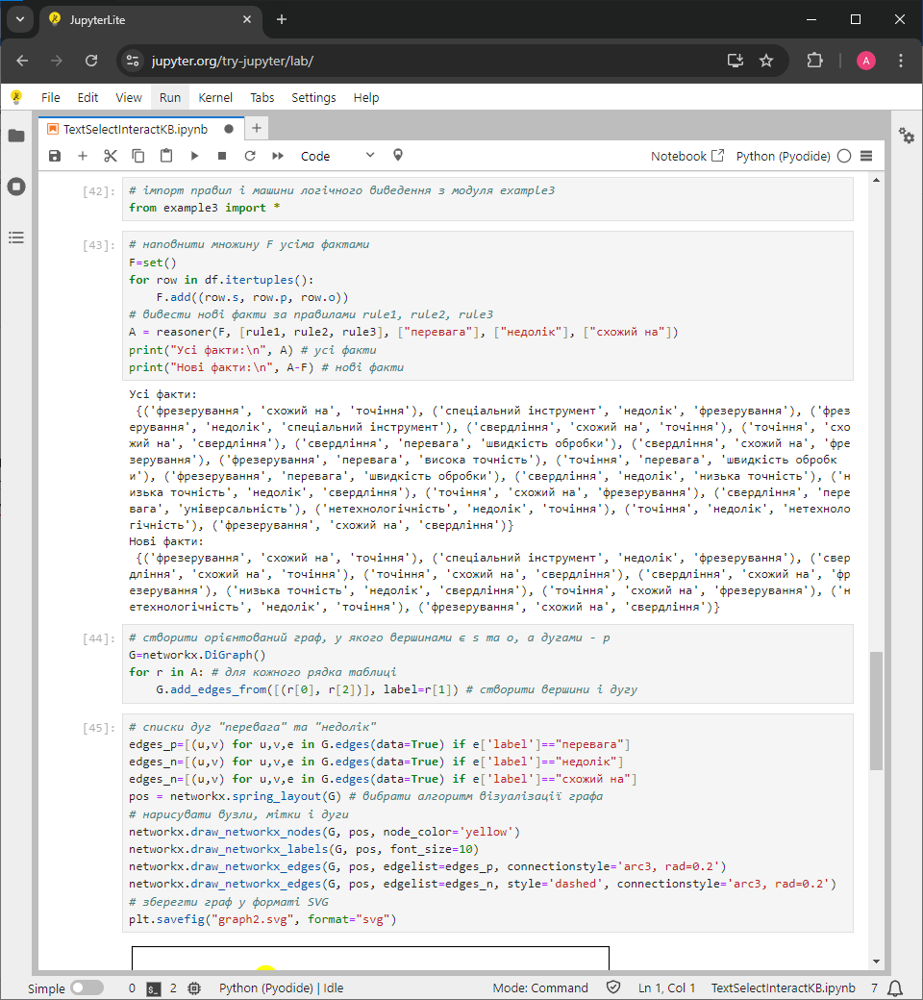 JupyterLite
jupyter.org/try-jupyter/lab/
A
File Edit View Run Kernel Tabs Settings Help
TextSelectInteractKB.ipynb
Code
Notebook
Python (Pyodide)
[42]:
# імпорт правил і машини логічного виведення з модуля example3
from example3 import *
[43]:
# наповнити множину F усіма фактами
F=set()
for row in df.itertuples():
    F.add((row.s, row.p, row.o))
# вивести нові факти за правилами rule1, rule2, rule3
A = reasoner(F, [rule1, rule2, rule3], ["перевага"], ["недолік"], ["схожий на"])
print("Усі факти:\n", A) # усі факти
print("Нові факти:\n", A-F) # нові факти
Усі факти:
 {('фрезерування', 'схожий на', 'точіння'), ('спеціальний інструмент', 'недолік', 'фрезерування'), ('фрез
ерування', 'недолік', 'спеціальний інструмент'), ('свердління', 'схожий на', 'точіння'), ('точіння', 'схо
жий на', 'свердління'), ('свердління', 'перевага', 'швидкість обробки'), ('свердління', 'схожий на', 'фре
зерування'), ('фрезерування', 'перевага', 'висока точність'), ('точіння', 'перевага', 'швидкість обробк
и'), ('фрезерування', 'перевага', 'швидкість обробки'), ('свердління', 'недолік', 'низька точність'), ('н
изька точність', 'недолік', 'свердління'), ('точіння', 'схожий на', 'фрезерування'), ('свердління', 'пере
вага', 'універсальність'), ('нетехнологічність', 'недолік', 'точіння'), ('точіння', 'недолік', 'нетехноло
гічність'), ('фрезерування', 'схожий на', 'свердління')}
Нові факти:
 {('фрезерування', 'схожий на', 'точіння'), ('спеціальний інструмент', 'недолік', 'фрезерування'), ('свер
дління', 'схожий на', 'точіння'), ('точіння', 'схожий на', 'свердління'), ('свердління', 'схожий на', 'фр
езерування'), ('низька точність', 'недолік', 'свердління'), ('точіння', 'схожий на', 'фрезерування'), ('н
етехнологічність', 'недолік', 'точіння'), ('фрезерування', 'схожий на', 'свердління')}
[44]:
# створити орієнтований граф, у якого вершинами є s та o, а дугами - p
G=networkx.DiGraph()
for r in A: # для кожного рядка таблиці
    G.add_edges_from([(r[0], r[2])], label=r[1]) # створити вершини і дугу
[45]:
# списки дуг "перевага" та "недолік"
edges_p=[(u,v) for u,v,e in G.edges(data=True) if e['label']=="перевага"]
edges_n=[(u,v) for u,v,e in G.edges(data=True) if e['label']=="недолік"]
edges_n=[(u,v) for u,v,e in G.edges(data=True) if e['label']=="схожий на"]
pos = networkx.spring_layout(G) # вибрати алгоритм візуалізації графа
# нарисувати вузли, мітки і дуги
networkx.draw_networkx_nodes(G, pos, node_color='yellow')
networkx.draw_networkx_labels(G, pos, font_size=10)
networkx.draw_networkx_edges(G, pos, edgelist=edges_p, connectionstyle='arc3, rad=0.2')
networkx.draw_networkx_edges(G, pos, edgelist=edges_n, style='dashed', connectionstyle='arc3, rad=0.2')
# зберегти граф у форматі SVG
plt.savefig("graph2.svg", format="svg")
Simple 0 2 Python (Pyodide) | Idle Mode: Command Ln 1, Col 1 TextSelectInteractKB.ipynb 7